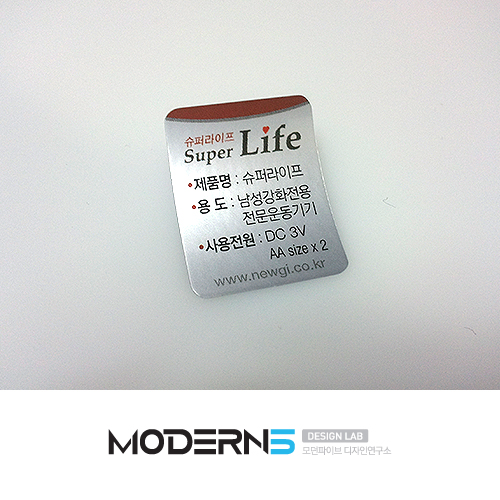 슈퍼라이프
Super Life
•제품명 : 슈퍼라이프
•용 도 : 남성강화전용
전문운동기기
•사용전원 : DC 3V
AA size x 2
www.newgi.co.kr
MODERN5 DESIGN LAB
모던파이브 디자인연구소